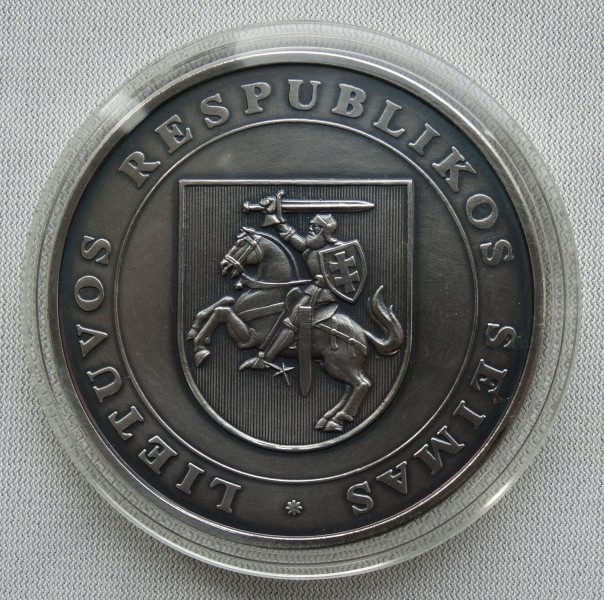 LIETUVOS RESPUBLIKOS SEIMAS *